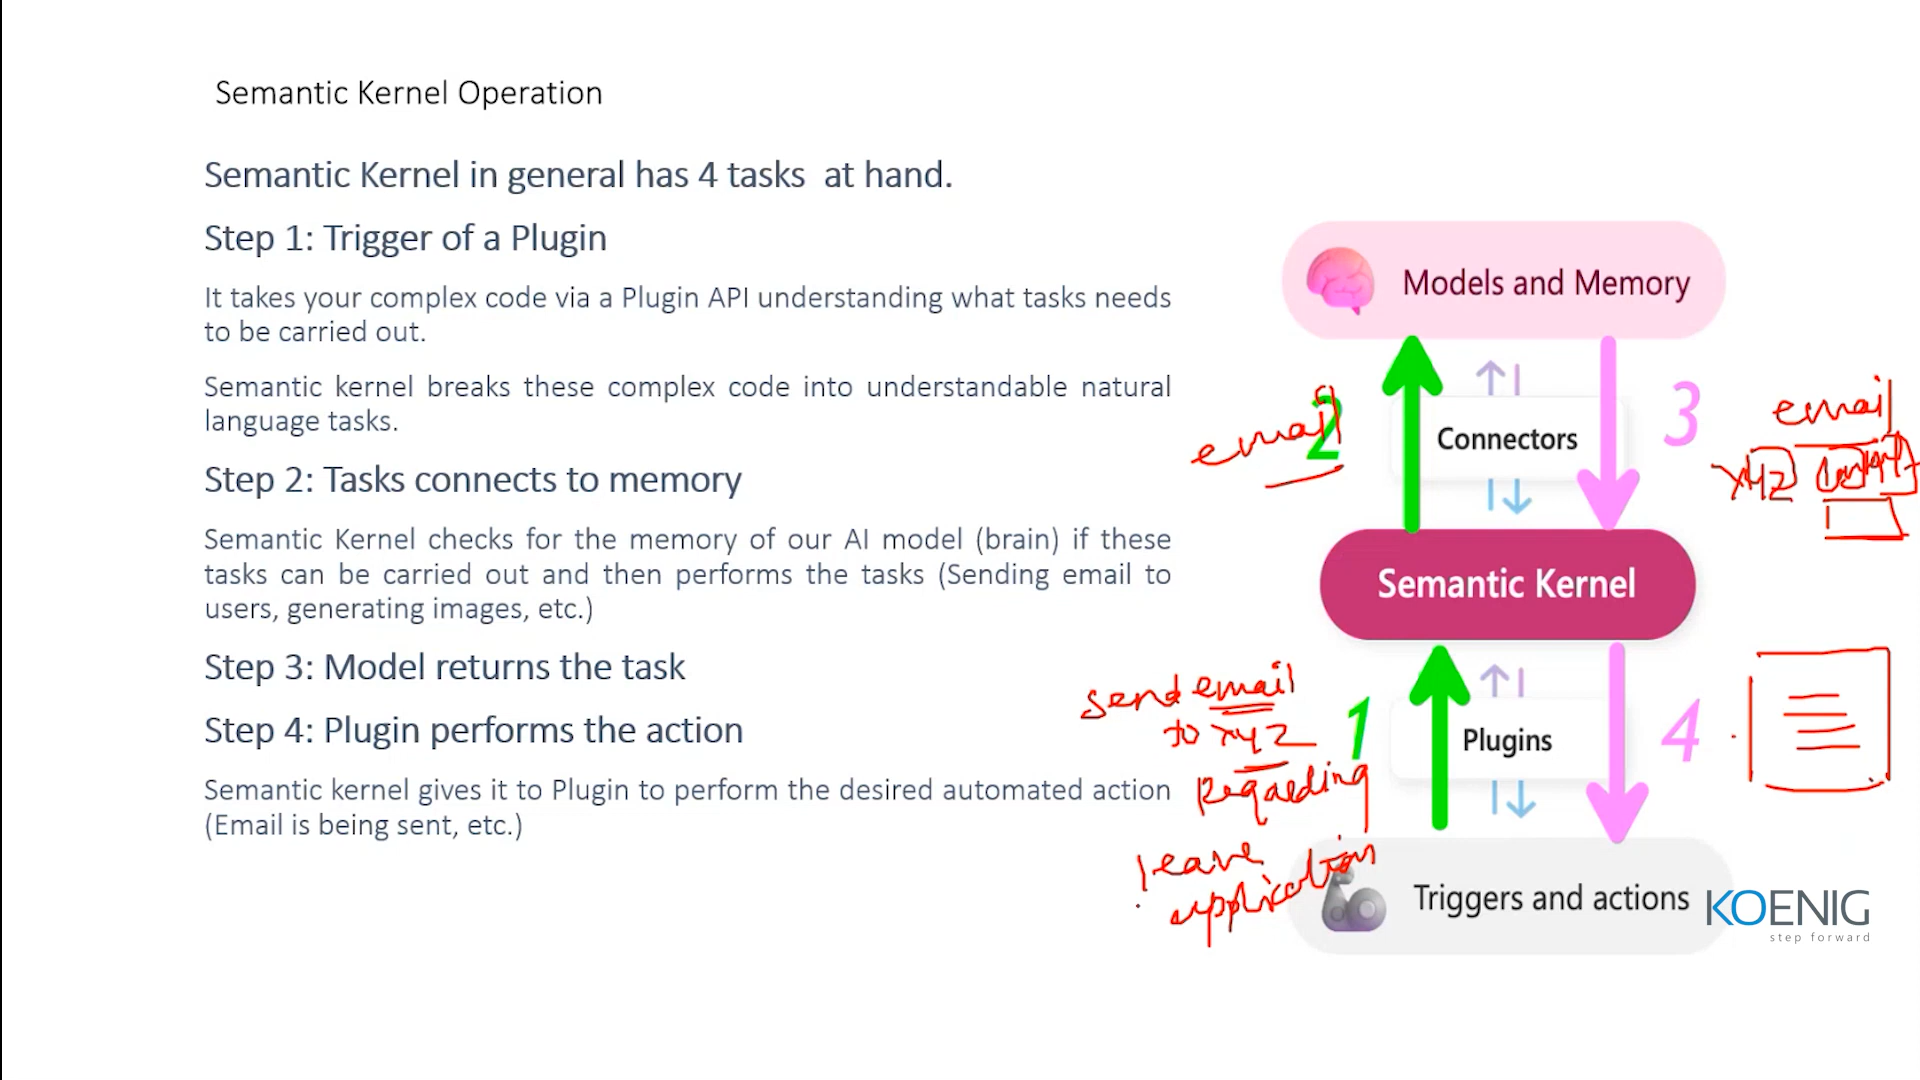 Semantic Kernel Operation
Semantic Kernel in general has 4 tasks at hand.
Step 1: Trigger of a Plugin
It takes your complex code via a Plugin API understanding what tasks needs
to be carried out.
Semantic kernel breaks these complex code into understandable natural
language tasks.
Step 2: Tasks connects to memory
Semantic Kernel checks for the memory of our AI model (brain) if these
tasks can be carried out and then performs the tasks (Sending email to
users, generating images, etc.)
Step 3: Model returns the task
Step 4: Plugin performs the action
Semantic kernel gives it to Plugin to perform the desired automated action
(Email is being sent, etc.)
Models and Memory
email
2
Connectors
3
email
xyz
Semantic Kernel
send email
to xyz
Regarding
leave
application
1
Plugins
4
Triggers and actions
KOENIG
step forward